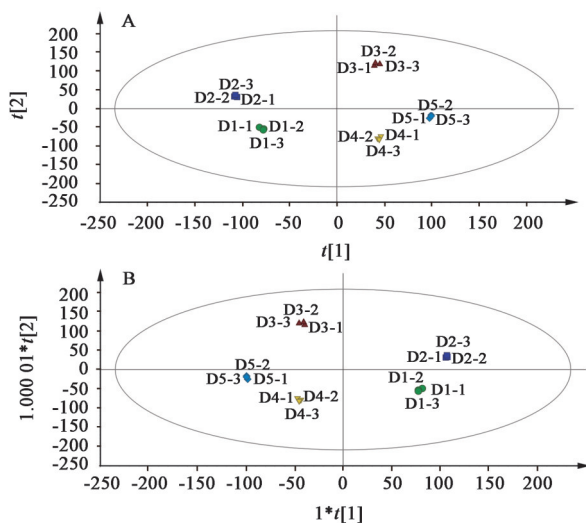 A
t[2]
200
150
100
50
0
-50
-100
-150
-200
-250
D3-2
D3-1 D3-3
D2-3
D2-2 D2-1
D5-2
D5-1 D5-3
D1-1 D1-2
D1-3
D4-2 D4-1
D4-3
-250 -200 -150 -100 -50 0 50 100 150 200
t[1]
B
1.000 01*t[2]
200
150
100
50
0
-50
-100
-150
-200
-250
D3-2
D3-3 D3-1
D2-3
D2-1 D2-2
D5-2
D5-3 D5-1
D1-2 D1-1
D1-3
D4-1 D4-2
D4-3
-250 -200 -150 -100 -50 0 50 100 150 200
1*t[1]